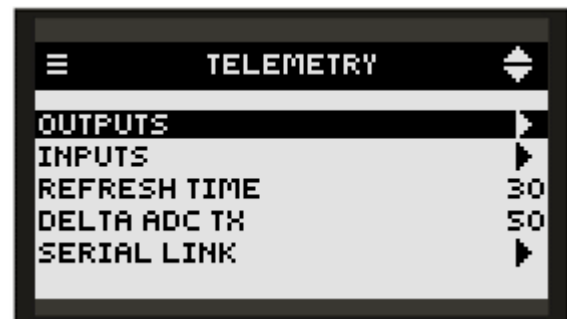 TELEMETRY
OUTPUTS
INPUTS
REFRESH TIME 30
DELTA ADC TX 50
SERIAL LINK